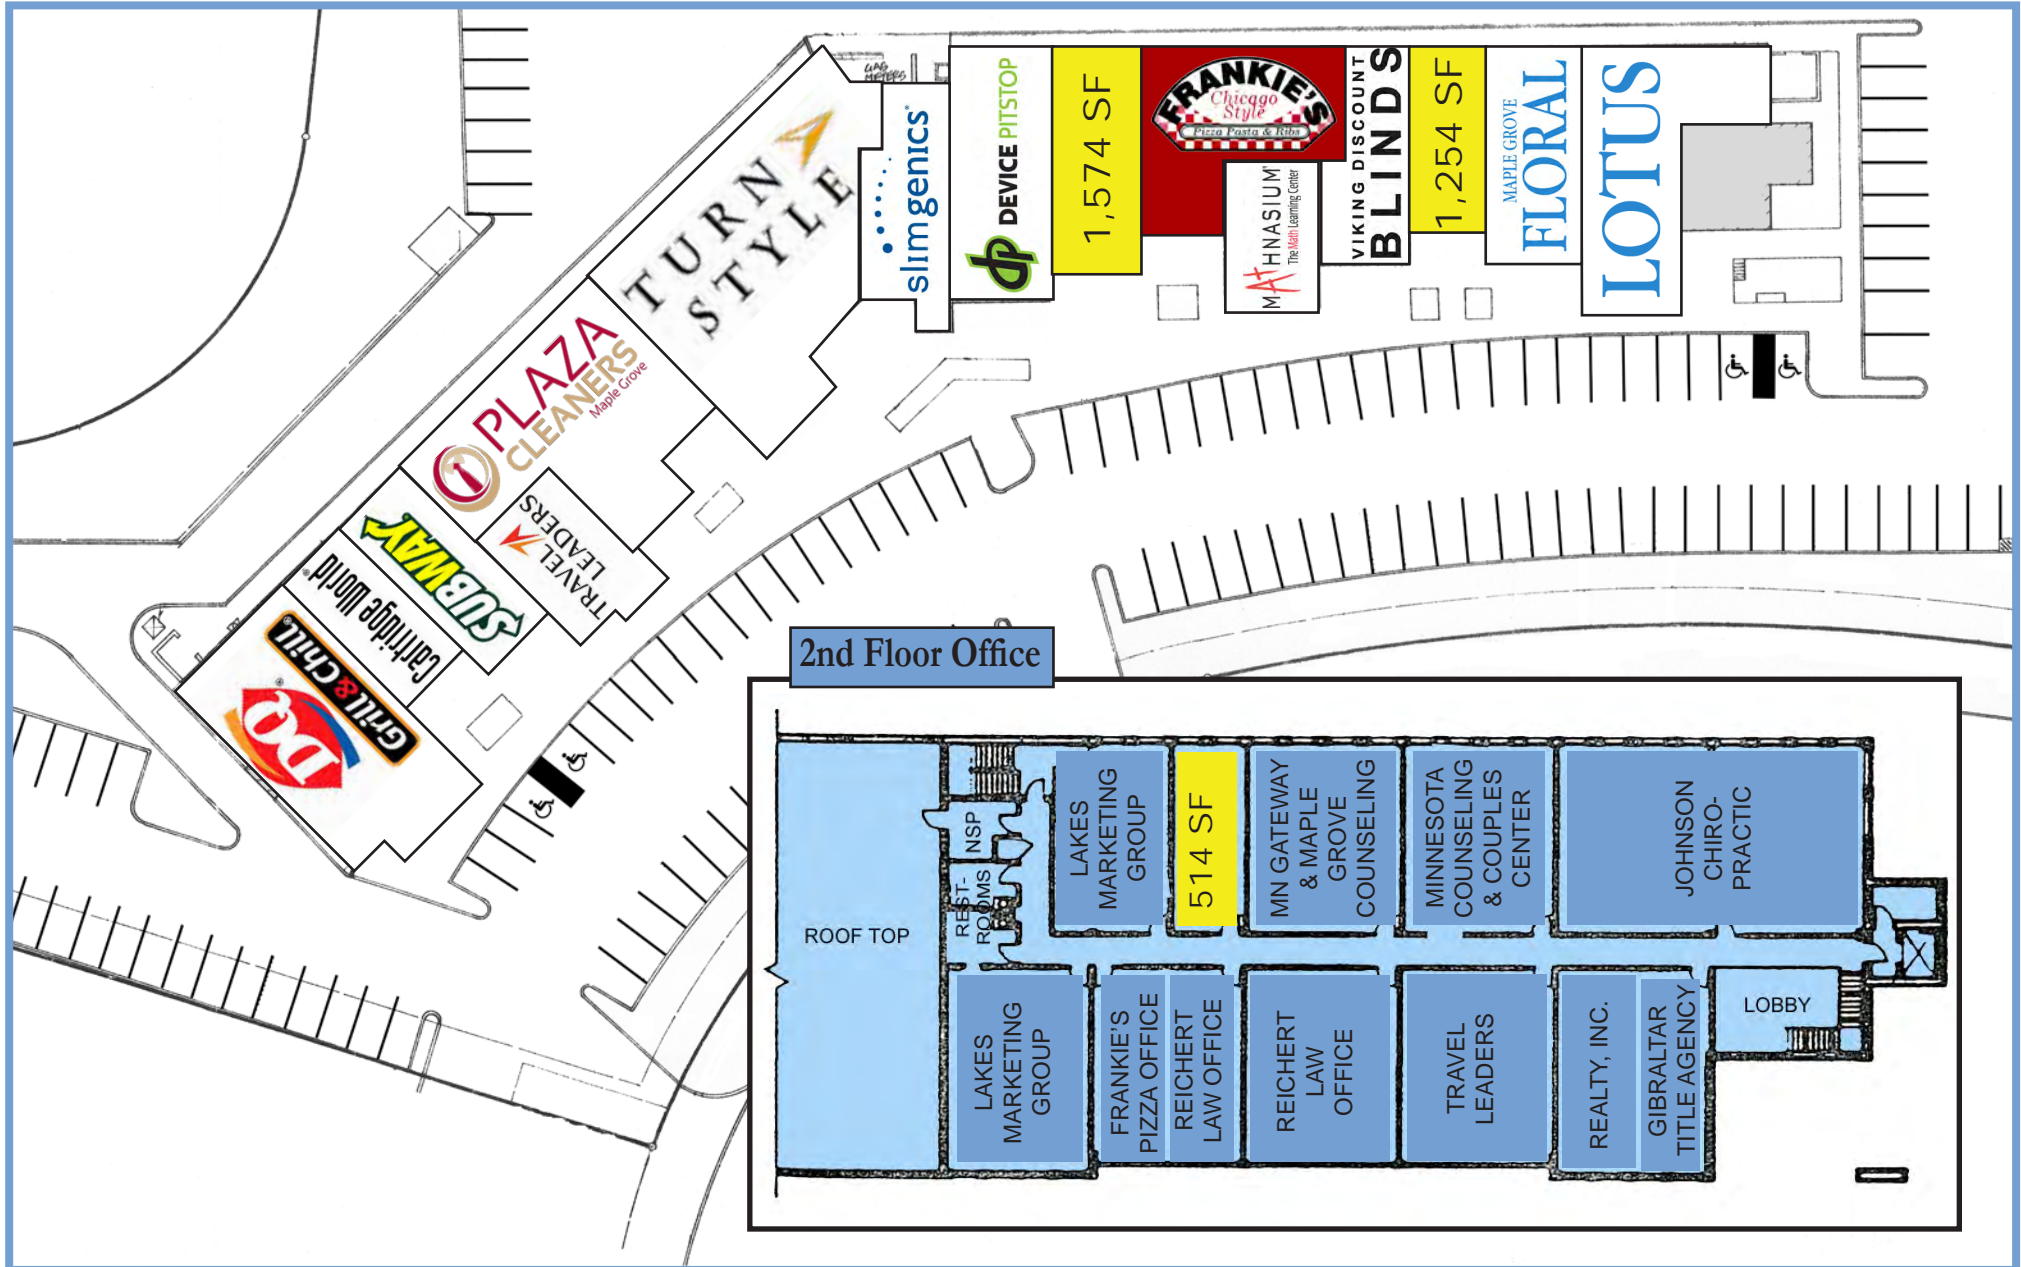 GAS
METERS
TURN
STYLE
slimgenics®
dp DEVICE PITSTOP
1,574 SF
FRANKIE'S
Chicago
Style
Pizza Pasta & Ribs
MATHNASIUM
The Math Learning Center
VIKING DISCOUNT
BLINDS
1,254 SF
MAPLE GROVE
FLORAL
LOTUS
PLAZA
CLEANERS
Maple Grove
TRAVEL
LEADERS
SUBWAY
Cartridge World®
Grill & Chill®
DQ®
2nd Floor Office
ROOF TOP
NSP
REST-
ROOMS
LAKES
MARKETING
GROUP
514 SF
MN GATEWAY
& MAPLE
GROVE
COUNSELING
MINNESOTA
COUNSELING
& COUPLES
CENTER
JOHNSON
CHIRO-
PRACTIC
LAKES
MARKETING
GROUP
FRANKIE'S
PIZZA OFFICE
REICHERT
LAW OFFICE
REICHERT
LAW
OFFICE
TRAVEL
LEADERS
REALTY, INC.
GIBRALTAR
TITLE AGENCY
LOBBY